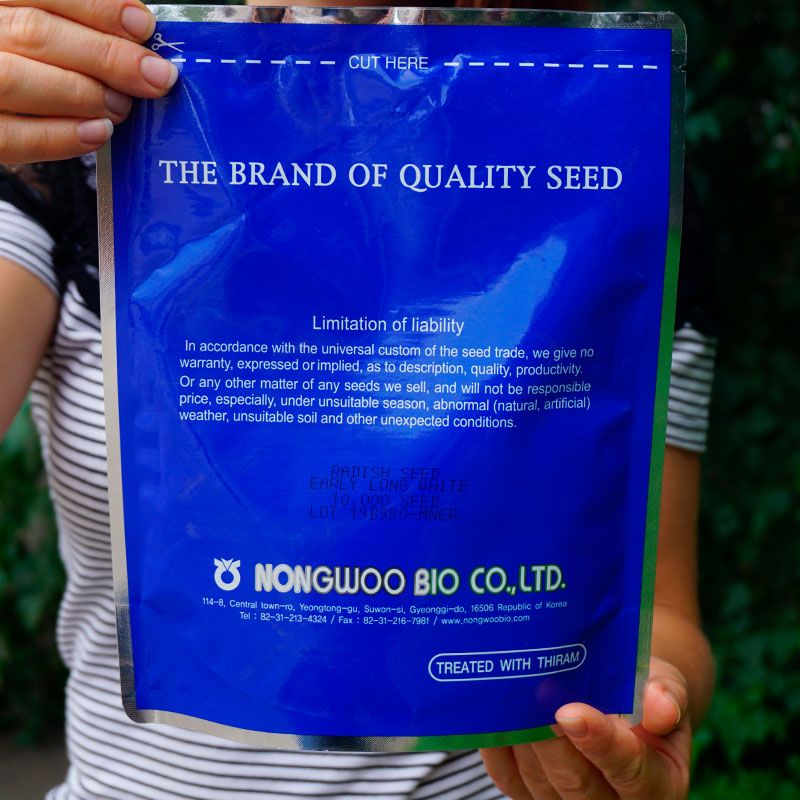 CUT HERE
THE BRAND OF QUALITY SEED
Limitation of liability
In accordance with the universal custom of the seed trade, we give no
warranty, expressed or implied, as to description, quality, productivity.
Or any other matter of any seeds we sell, and will not be responsible
price, especially, under unsuitable season, abnormal (natural, artificial)
weather, unsuitable soil and other unexpected conditions.
RADISH SEED
EARLY LONG WHITE
10,000 SEED
LOT
NONGWOO BIO CO.,LTD.
114-8, Central town-ro, Yeongtong-gu, Suwon-si, Gyeonggi-do, 16506 Republic of Korea
Tel : 82-31-213-4324 / Fax : 82-31-216-7981 / www.nongwoobio.com
TREATED WITH THIRAM